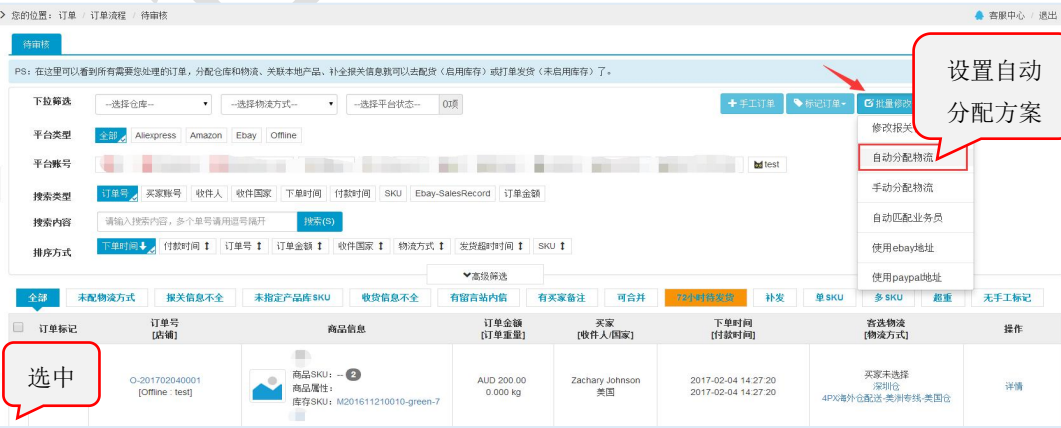 您的位置： 订单 / 订单流程 / 待审核
客服中心 / 退出
待审核
PS：在这里可以看到所有需要您处理的订单，分配仓库和物流、关联本地产品、补全报关信息就可以去配货（启用库存）或打单发货（未启用库存）了。
设置自动
分配方案
下拉筛选 --选择仓库-- --选择物流方式-- --选择平台状态-- 0项
手工订单 标记订单 批量修改
平台类型 全部 Aliexpress Amazon Ebay Offline
平台账号 test
搜索类型 订单号 买家账号 收件人 收件国家 下单时间 付款时间 SKU Ebay-SalesRecord 订单金额
搜索内容 请输入搜索内容，多个单号请用逗号隔开 搜索(S)
排序方式 下单时间 付款时间 订单号 订单金额 收件国家 物流方式 发货超时时间 SKU
修改报关
自动分配物流
手动分配物流
自动匹配业务员
使用ebay地址
使用paypal地址
高级筛选
全部 未配物流方式 报关信息不全 未指定产品库SKU 收货信息不全 有留言站内信 有买家备注 可合并 72小时待发货 补发 单SKU 多SKU 超重 无手工标记
订单标记 订单号 商品信息 订单金额 买家 下单时间 客选物流 操作
[店铺] [订单重量] [收件人/国家] [付款时间] [物流方式]
选中
O-201702040001
[Offline : test]
商品SKU： -- 2
商品属性：
库存SKU：M201611210010-green-7
AUD 200.00
0.000 kg
Zachary Johnson
美国
2017-02-04 14:27:20
2017-02-04 14:27:20
买家未选择
深圳仓
4PX海外仓配送-美洲专线-美国仓
详情